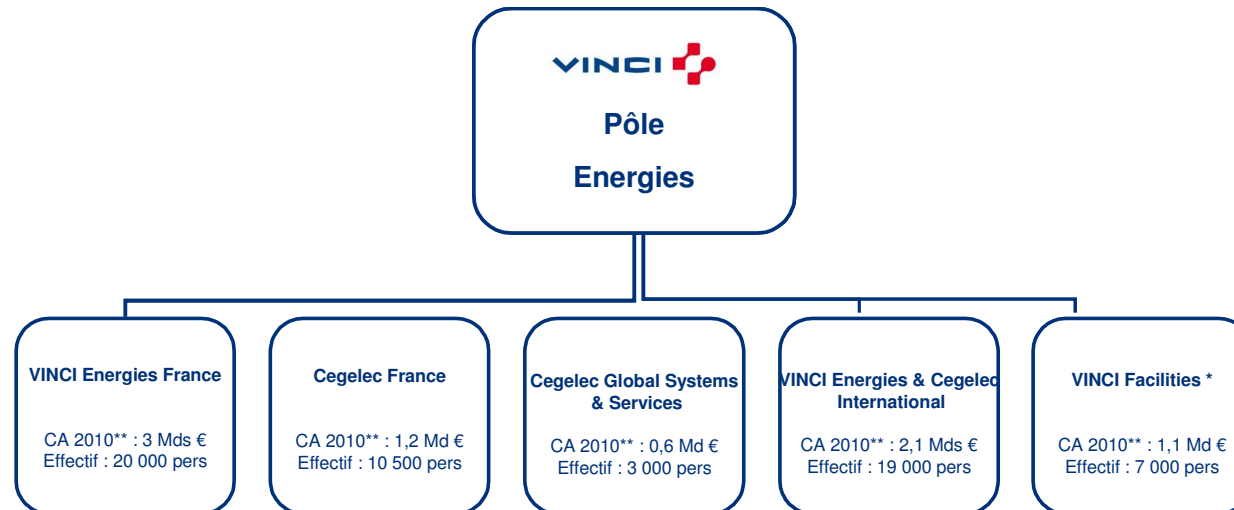 VINCI
Pôle
Energies
VINCI Energies France
CA 2010** : 3 Mds €
Effectif : 20 000 pers
Cegelec France
CA 2010** : 1,2 Md €
Effectif : 10 500 pers
Cegelec Global Systems
& Services
CA 2010** : 0,6 Md €
Effectif : 3 000 pers
VINCI Energies & Cegelec
International
CA 2010** : 2,1 Mds €
Effectif : 19 000 pers
VINCI Facilities *
CA 2010** : 1,1 Md €
Effectif : 7 000 pers